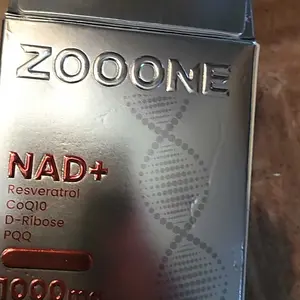 ZOOONE
NAD+
Resveratrol
CoQ10
D-Ribose
PQQ